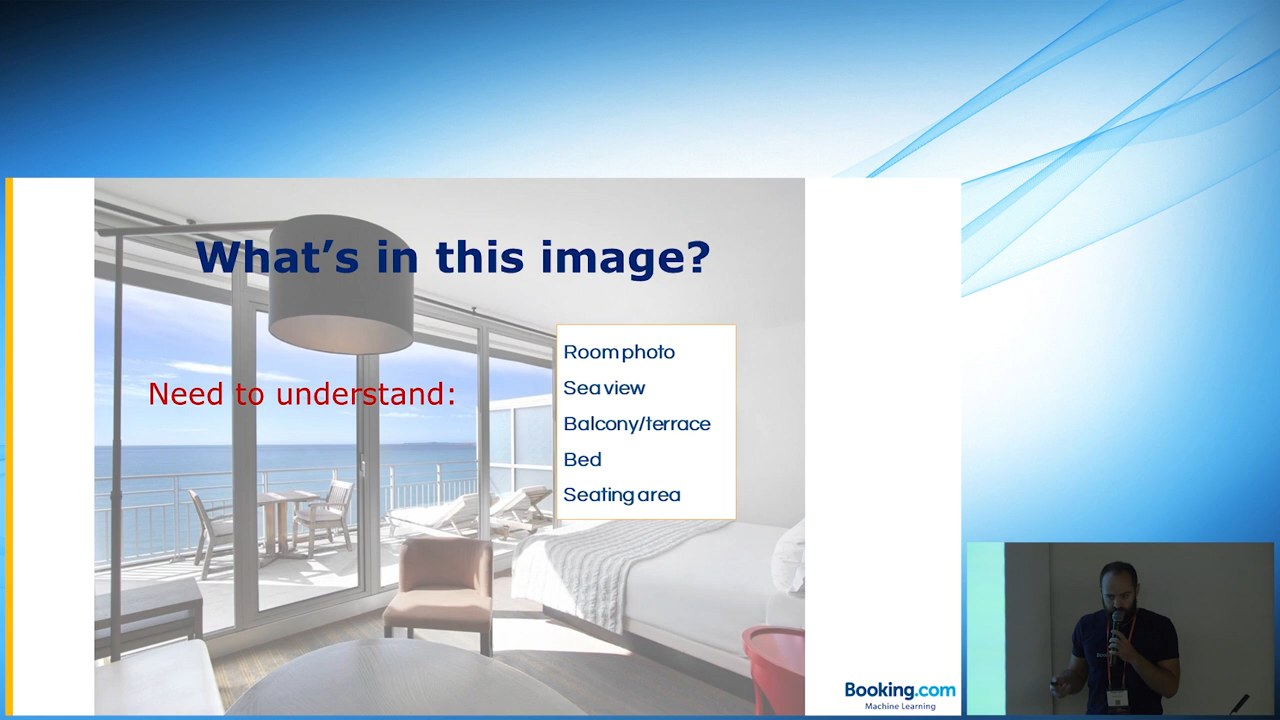 What's in this image?
Need to understand:
Room photo
Sea view
Balcony/terrace
Bed
Seating area
Booking.com
Machine Learning